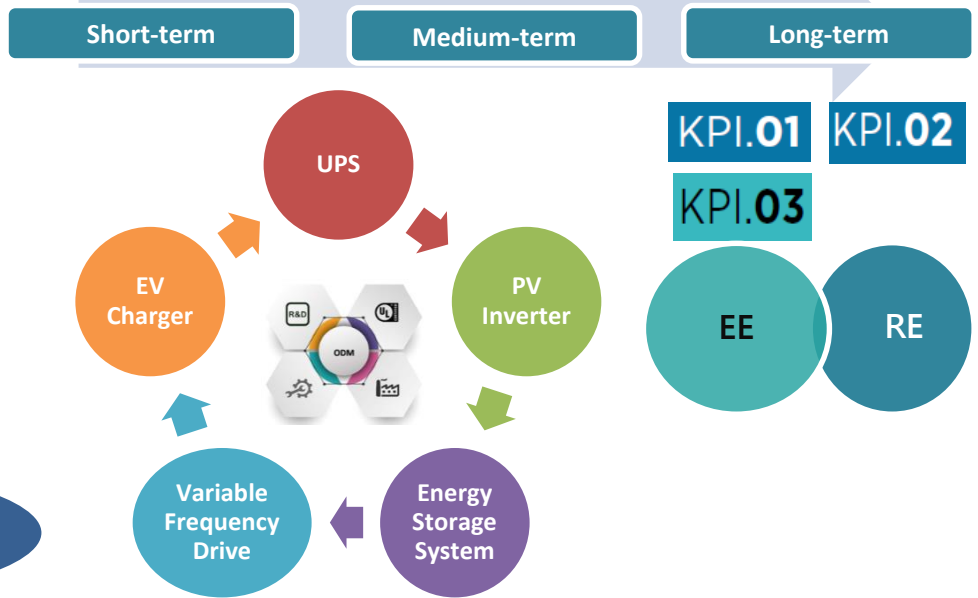 Short-term
Medium-term
Long-term
KPI.01
KPI.02
KPI.03
UPS
EV
Charger
PV
Inverter
R&D
UL
ODM
EE
RE
Variable
Frequency
Drive
Energy
Storage
System